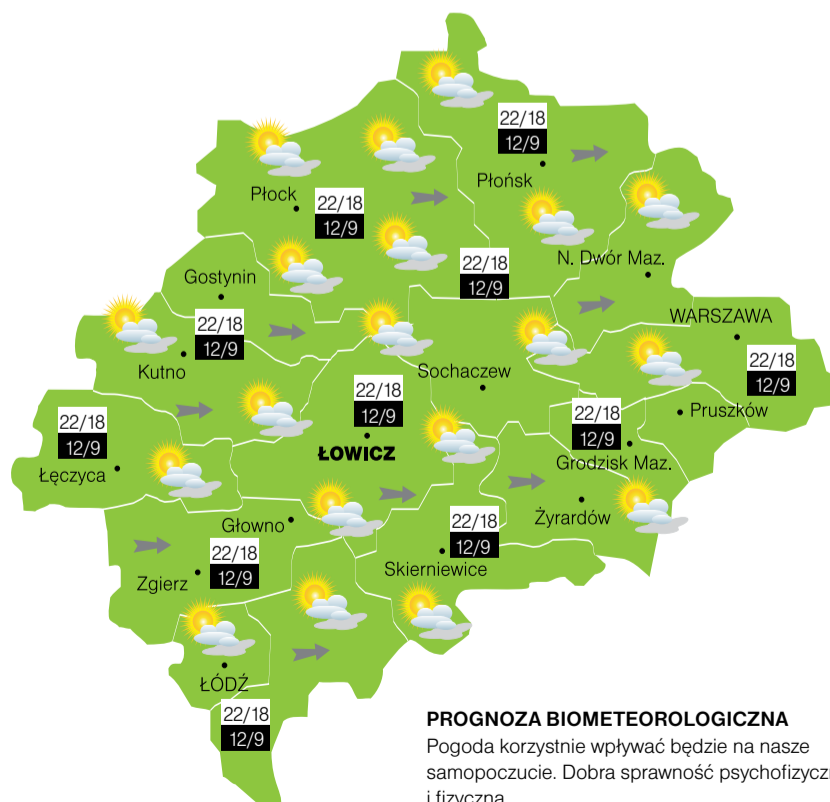 22/18
12/9
Płońsk
Płock
22/18
12/9
22/18
12/9
N. Dwór Maz.
Gostynin
22/18
12/9
Kutno
WARSZAWA
22/18
12/9
Sochaczew
22/18
12/9
ŁOWICZ
Pruszków
22/18
12/9
Grodzisk Maz.
22/18
12/9
Łęczyca
Żyrardów
Głowno
22/18
12/9
Skierniewice
22/18
12/9
Zgierz
ŁÓDŹ
22/18
12/9
PROGNOZA BIOMETEOROLOGICZNA
Pogoda korzystnie wpływać będzie na nasze
samopoczucie. Dobra sprawność psychofizyczn
i fizyczna